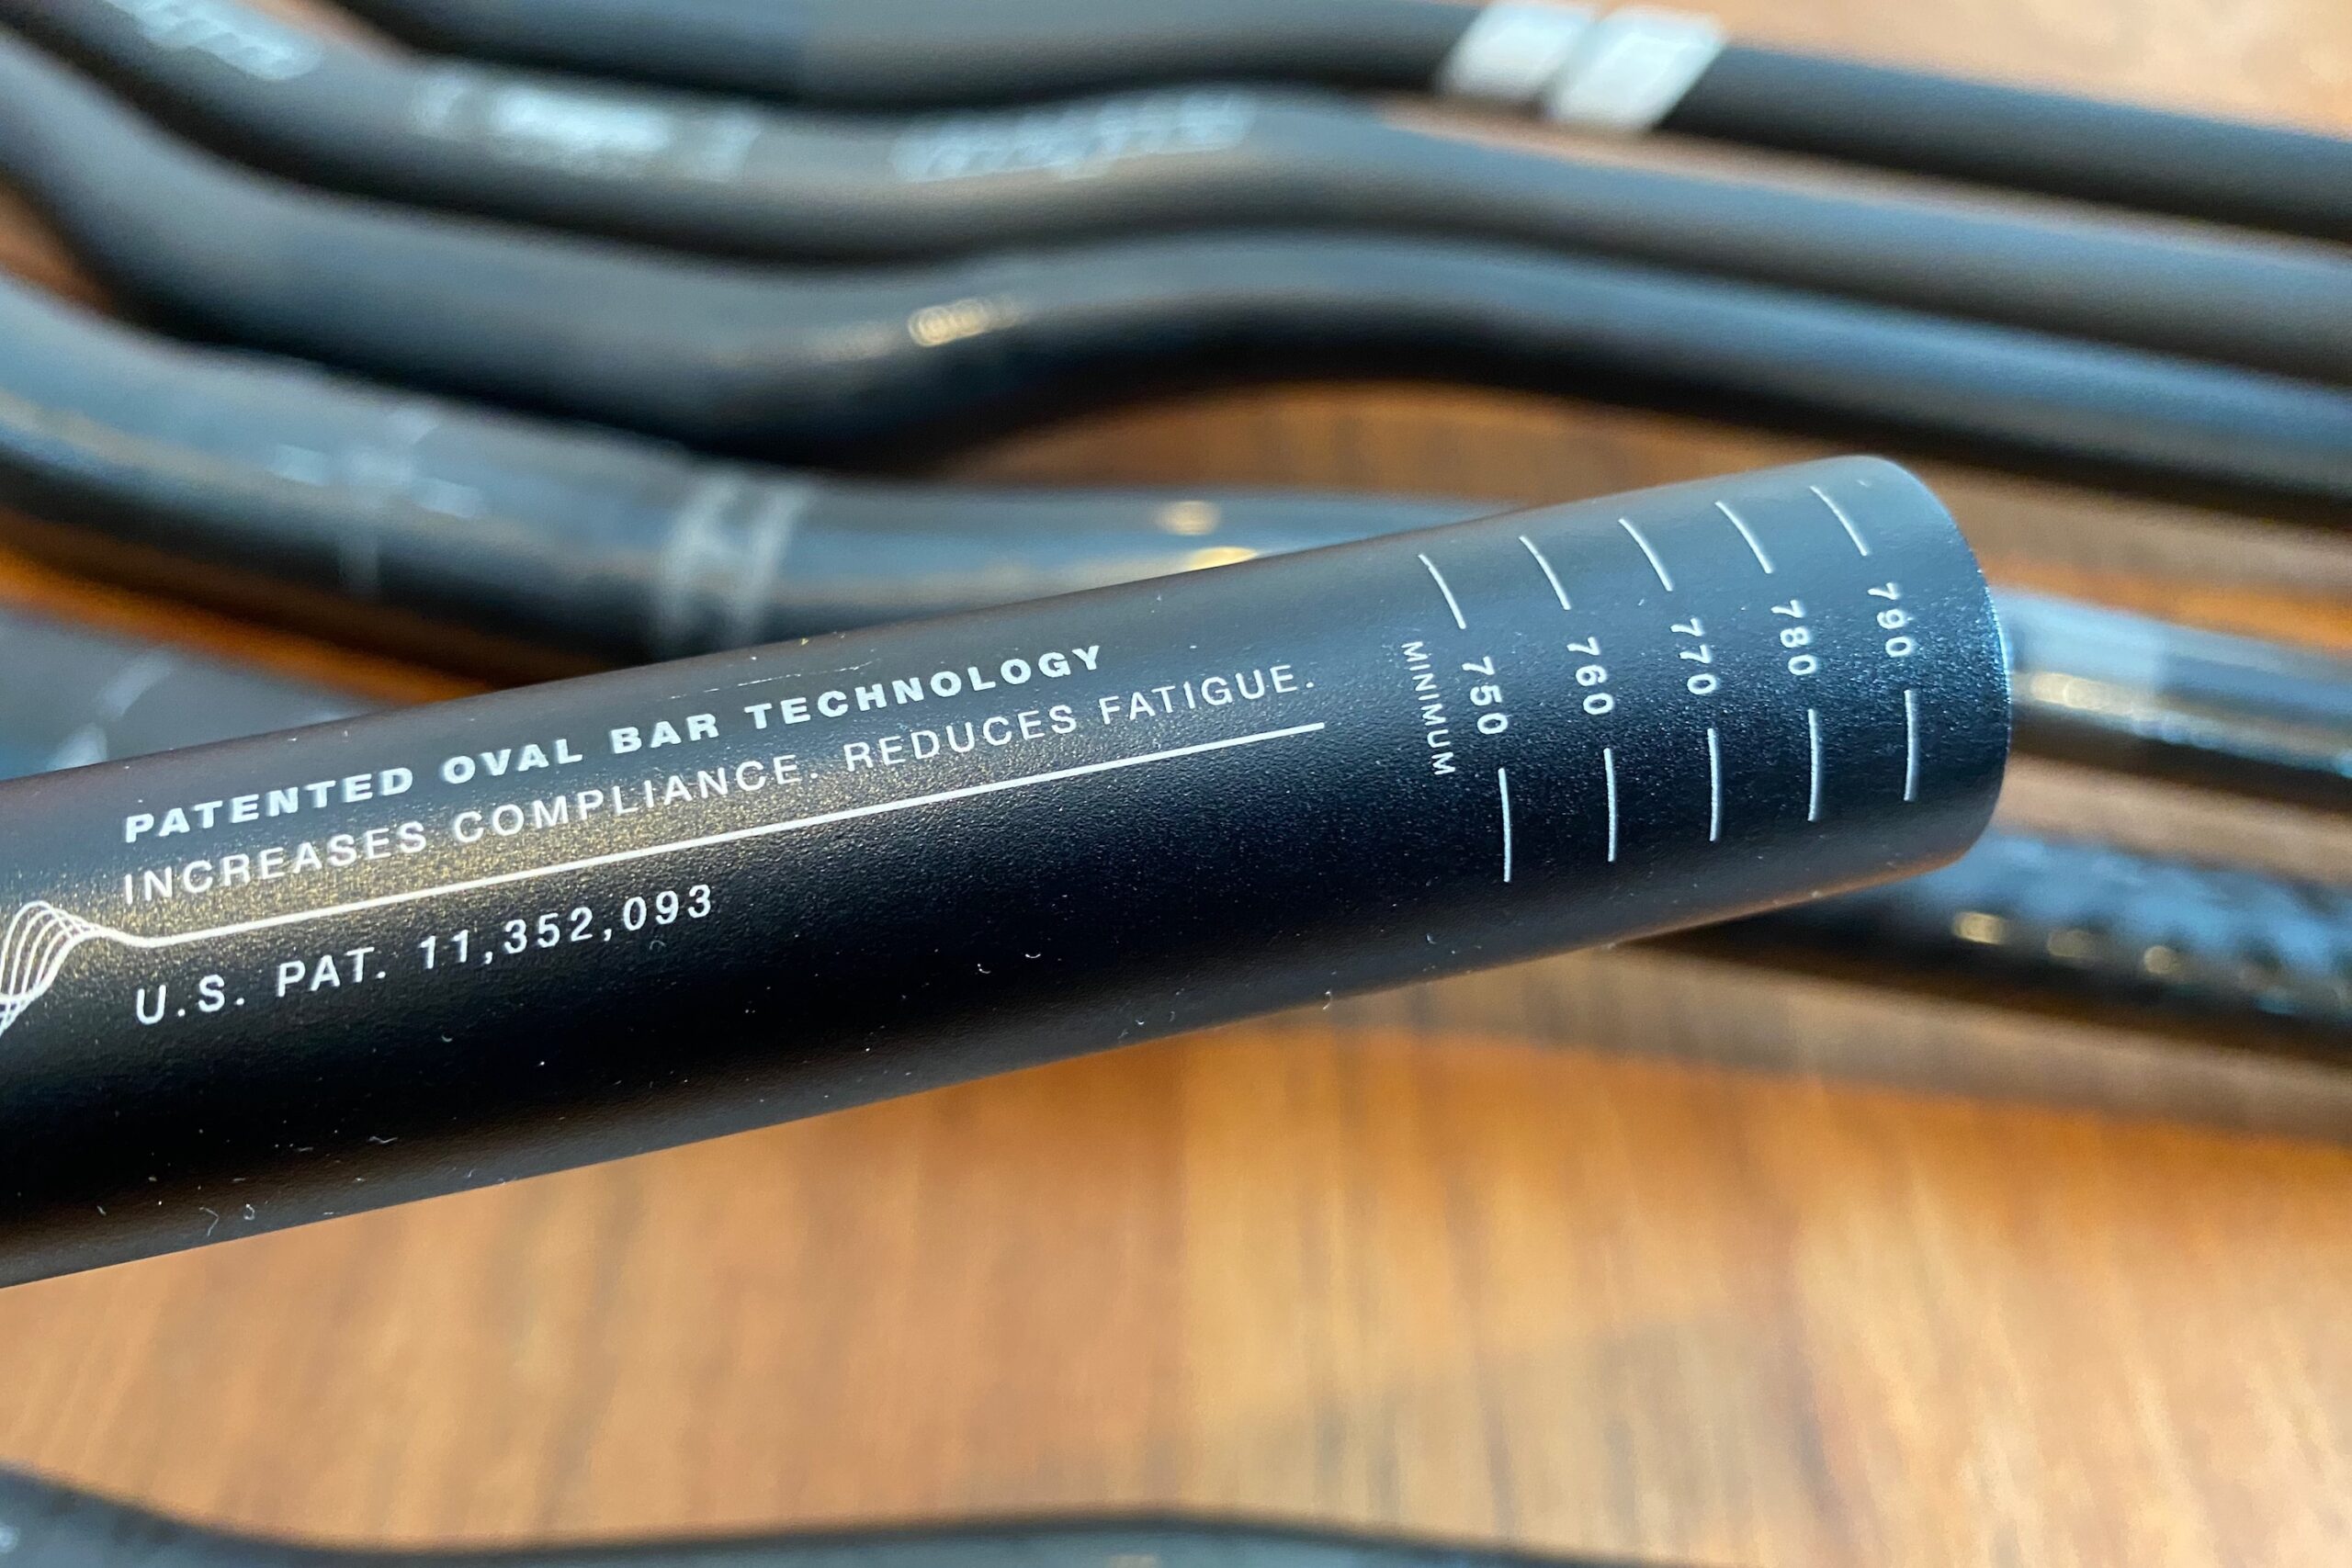 PATENTED OVAL BAR TECHNOLOGY
INCREASES COMPLIANCE. REDUCES FATIGUE.
U.S. PAT. 11,352,093
MINIMUM
750
760
770
780
790